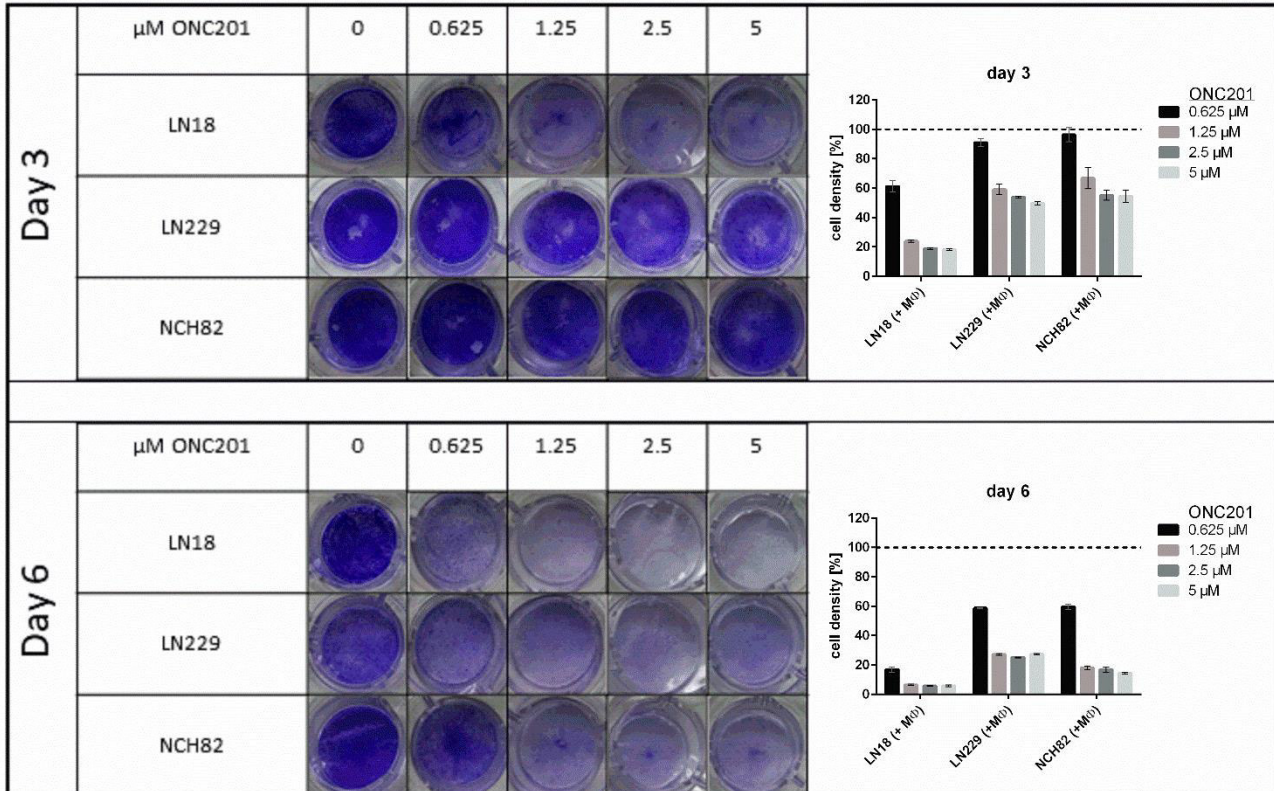 Day 3
μM ONC201 0 0.625 1.25 2.5 5
LN18
LN229
NCH82
day 3
cell density [%]
120
100
80
60
40
20
0
LN18 (+ MΦ)
LN229 (+MΦ)
NCH82 (+MΦ)
ONC201
0.625 μM
1.25 μM
2.5 μM
5 μM
Day 6
μM ONC201 0 0.625 1.25 2.5 5
LN18
LN229
NCH82
day 6
cell density [%]
120
100
80
60
40
20
0
LN18 (+ MΦ)
LN229 (+MΦ)
NCH82 (+MΦ)
ONC201
0.625 μM
1.25 μM
2.5 μM
5 μM